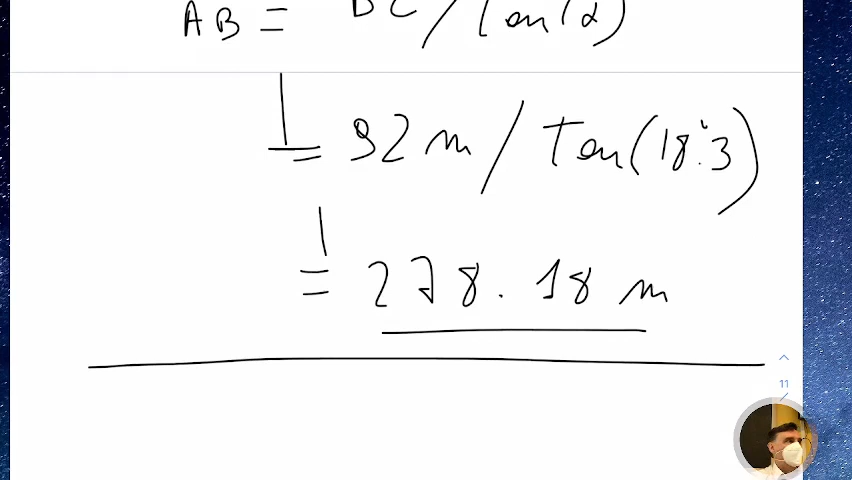 AB = BC / Tan(α)
= 92 m / Tan(18.3)
= 278.18 m
11